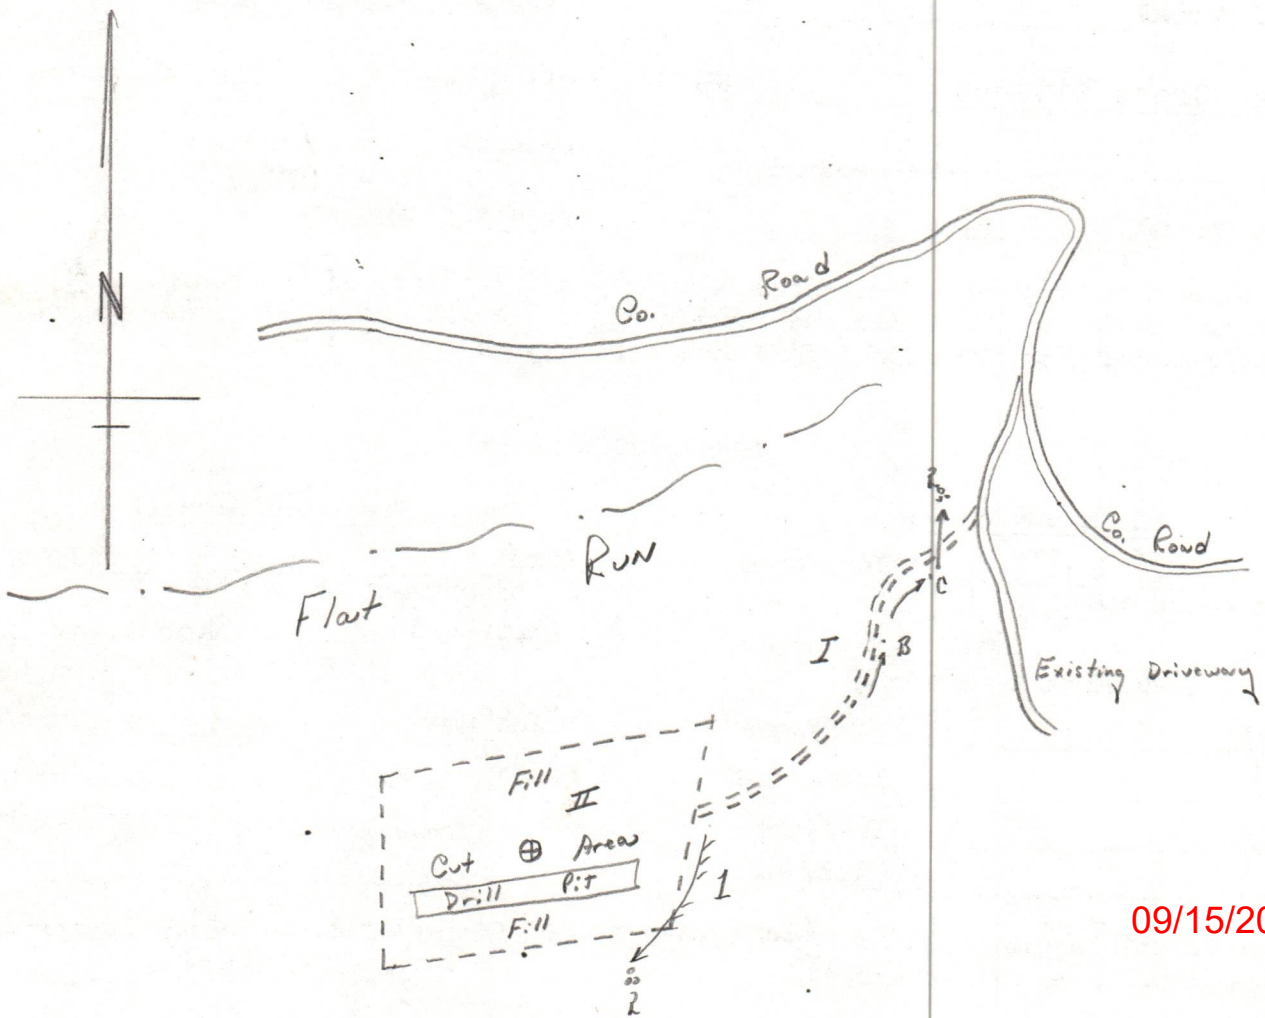 N
Co. Road
Run
Flat
Co. Road
C
I
B
Existing Driveway
Fill
II
Cut Area
Drill Pit
Fill
1
2
09/15/20